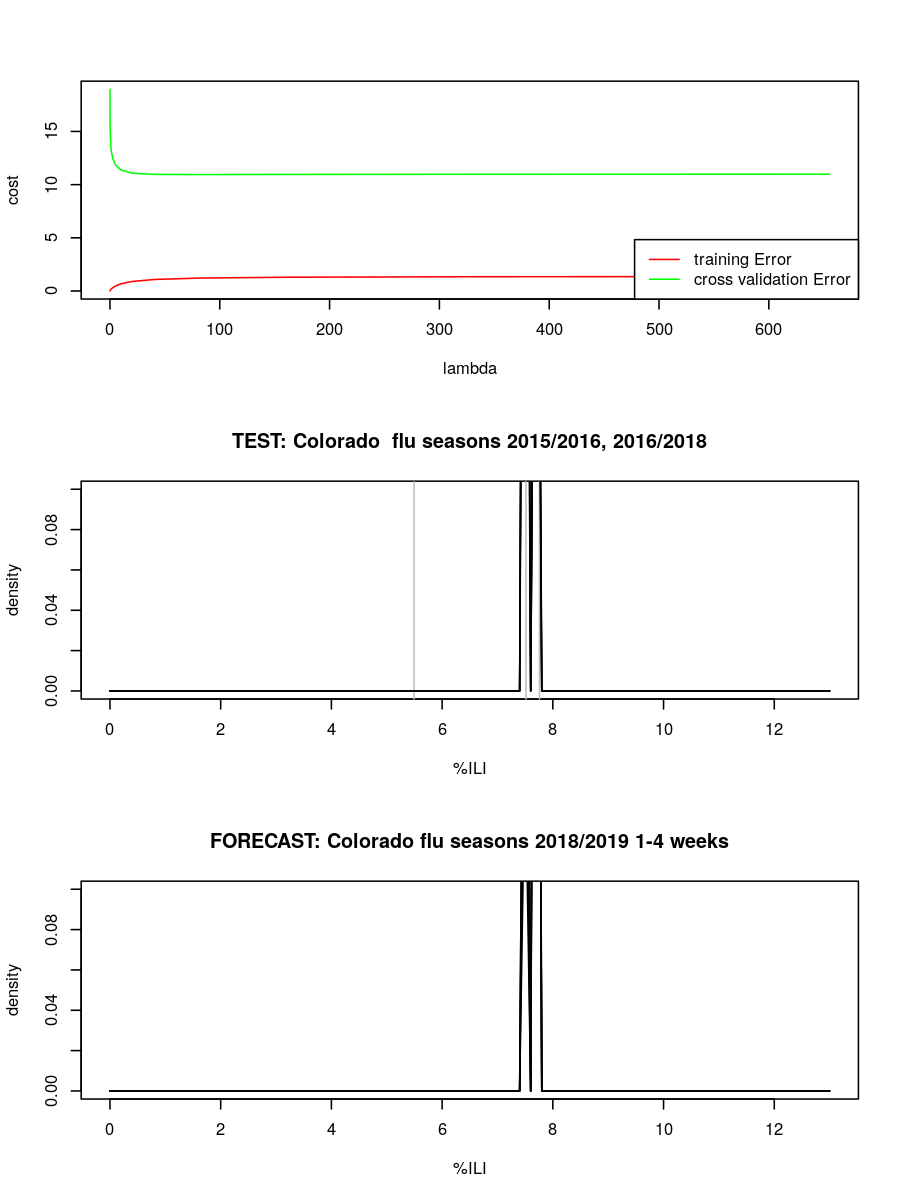 15
10
5
0
cost
training Error
cross validation Error
0 100 200 300 400 500 600
lambda
TEST: Colorado  flu seasons 2015/2016, 2016/2018
0.08
0.04
0.00
density
0 2 4 6 8 10 12
%ILI
FORECAST: Colorado flu seasons 2018/2019 1-4 weeks
0.08
0.04
0.00
density
0 2 4 6 8 10 12
%ILI